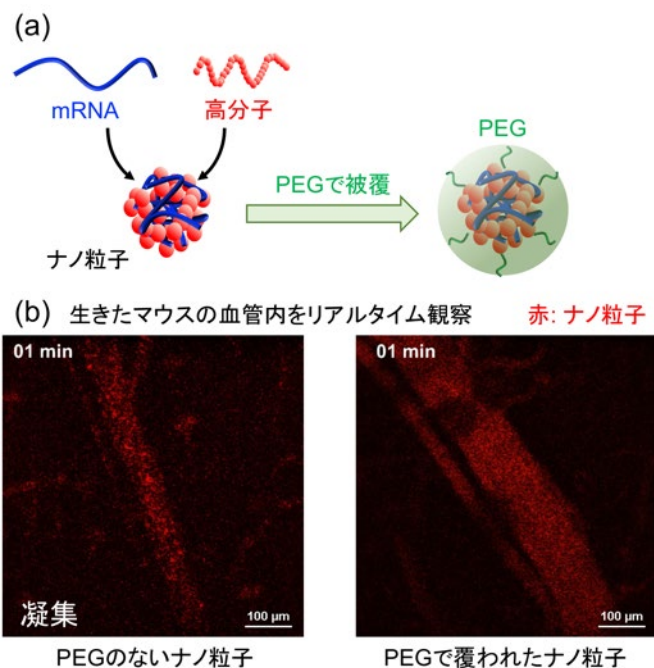 (a)
mRNA
高分子
PEG
PEGで被覆
ナノ粒子
(b) 生きたマウスの血管内をリアルタイム観察 赤: ナノ粒子
01 min
01 min
凝集
100 μm
100 μm
PEGのないナノ粒子
PEGで覆われたナノ粒子